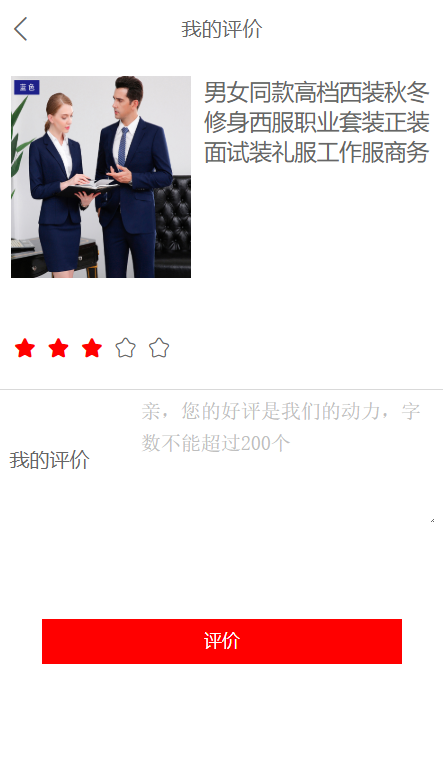 我的评价
蓝色
男女同款高档西装秋冬
修身西服职业套装正装
面试装礼服工作服商务
亲，您的好评是我们的动力，字
数不能超过200个
我的评价
评价